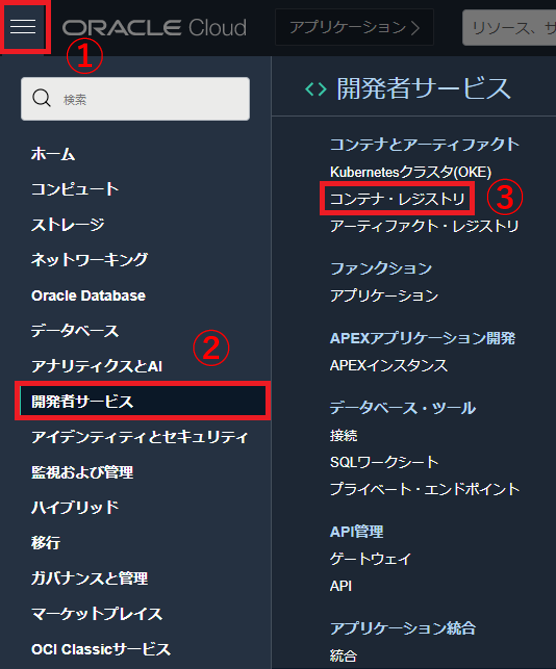 ORACLE Cloud
アプリケーション
リソース、サ
①
検索
ホーム
コンピュート
ストレージ
ネットワーキング
Oracle Database
データベース
②
アナリティクスとAI
開発者サービス
アイデンティティとセキュリティ
監視および管理
ハイブリッド
移行
ガバナンスと管理
マーケットプレイス
OCI Classicサービス
開発者サービス
コンテナとアーティファクト
Kubernetesクラスタ(OKE)
コンテナ・レジストリ
③
アーティファクト・レジストリ
ファンクション
アプリケーション
APEXアプリケーション開発
APEXインスタンス
データベース・ツール
接続
SQLワークシート
プライベート・エンドポイント
API管理
ゲートウェイ
API
アプリケーション統合
統合